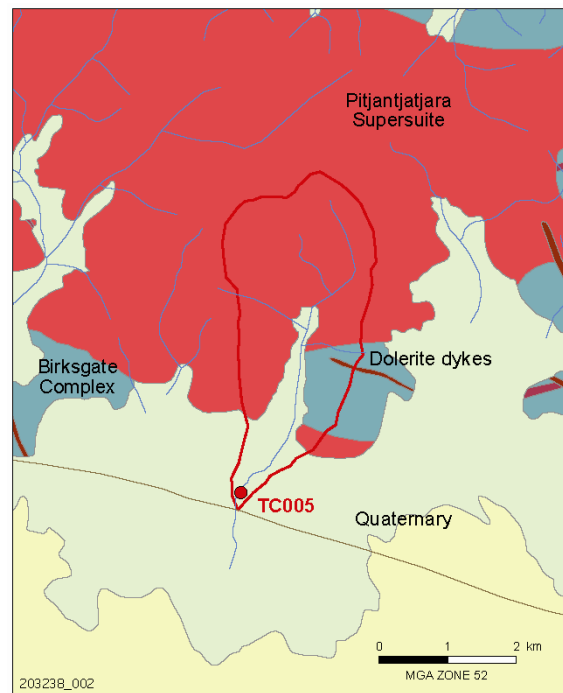 Pitjantjatjara
Supersuite
Birksgate
Complex
Dolerite dykes
TC005
Quaternary
0 1 2 km
MGA ZONE 52
203238_002